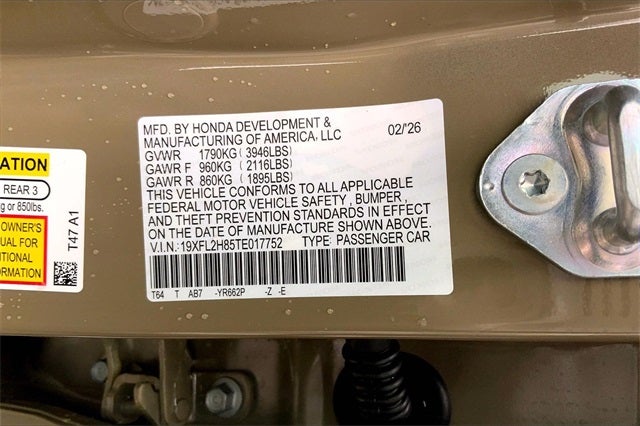 MFD. BY HONDA DEVELOPMENT &
MANUFACTURING OF AMERICA, LLC
02/'26
GVWR 1790KG (3946LBS)
GAWR F 960KG (2116LBS)
GAWR R 860KG (1895LBS)
THIS VEHICLE CONFORMS TO ALL APPLICABLE
FEDERAL MOTOR VEHICLE SAFETY , BUMPER,
AND THEFT PREVENTION STANDARDS IN EFFECT
ON THE DATE OF MANUFACTURE SHOWN ABOVE.
V.I.N.: 19XFL2H85TE017752 TYPE: PASSENGER CAR
T64 T AB7 -YR662P -Z -E
ATION
REAR 3
g or 850lbs.
OWNER'S
UAL FOR
ITIONAL
ORMATION
T47 A1